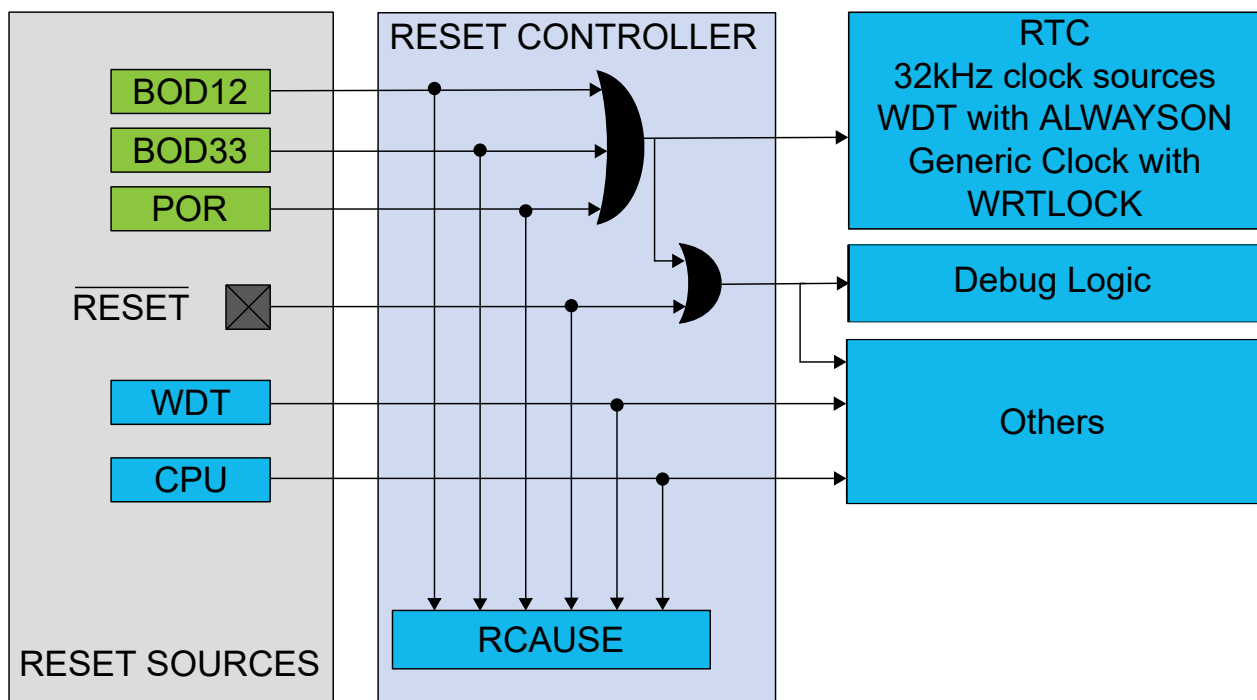 BOD12
BOD33
POR
RESET
WDT
CPU
RESET SOURCES
RESET CONTROLLER
RCAUSE
RTC
32kHz clock sources
WDT with ALWAYSON
Generic Clock with
WRTLOCK
Debug Logic
Others